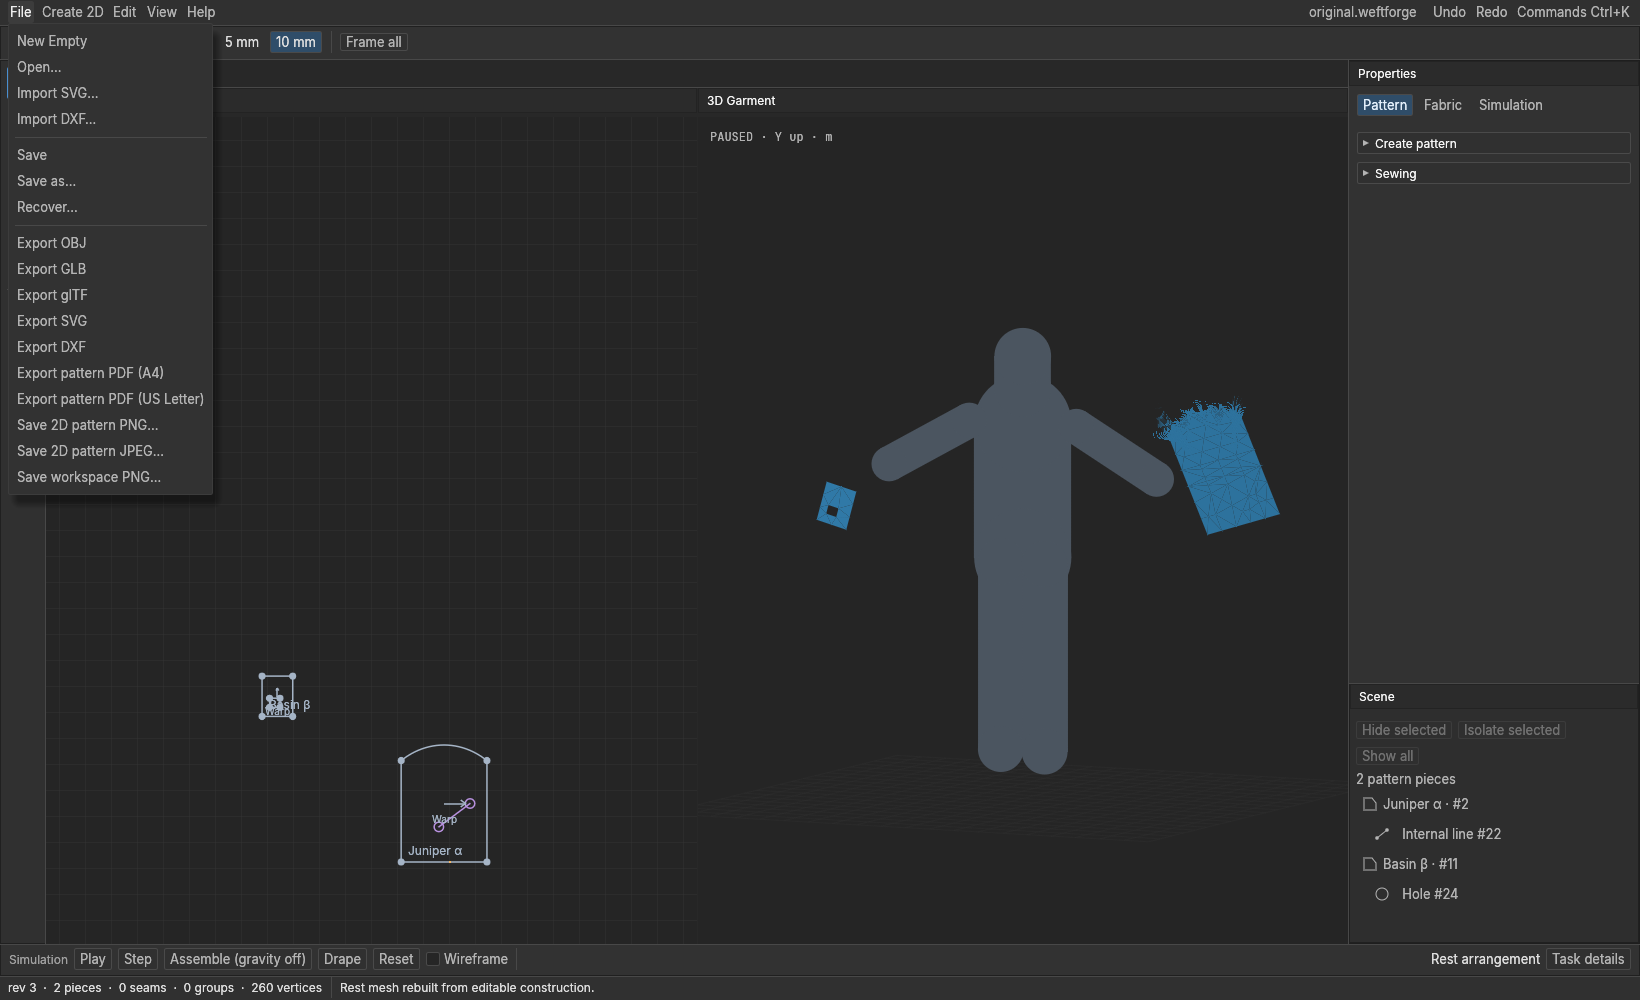 File Create 2D Edit View Help
original.weftforge Undo Redo Commands Ctrl+K
New Empty
Open...
Import SVG...
Import DXF...
Save
Save as...
Recover...
Export OBJ
Export GLB
Export glTF
Export SVG
Export DXF
Export pattern PDF (A4)
Export pattern PDF (US Letter)
Save 2D pattern PNG...
Save 2D pattern JPEG...
Save workspace PNG...
5 mm 10 mm Frame all
3D Garment
PAUSED · Y up · m
Basin β
Warp
Warp
Juniper α
Properties
Pattern Fabric Simulation
Create pattern
Sewing
Scene
Hide selected Isolate selected
Show all
2 pattern pieces
Juniper α · #2
Internal line #22
Basin β · #11
Hole #24
Simulation Play Step Assemble (gravity off) Drape Reset Wireframe
Rest arrangement Task details
rev 3 · 2 pieces · 0 seams · 0 groups · 260 vertices Rest mesh rebuilt from editable construction.